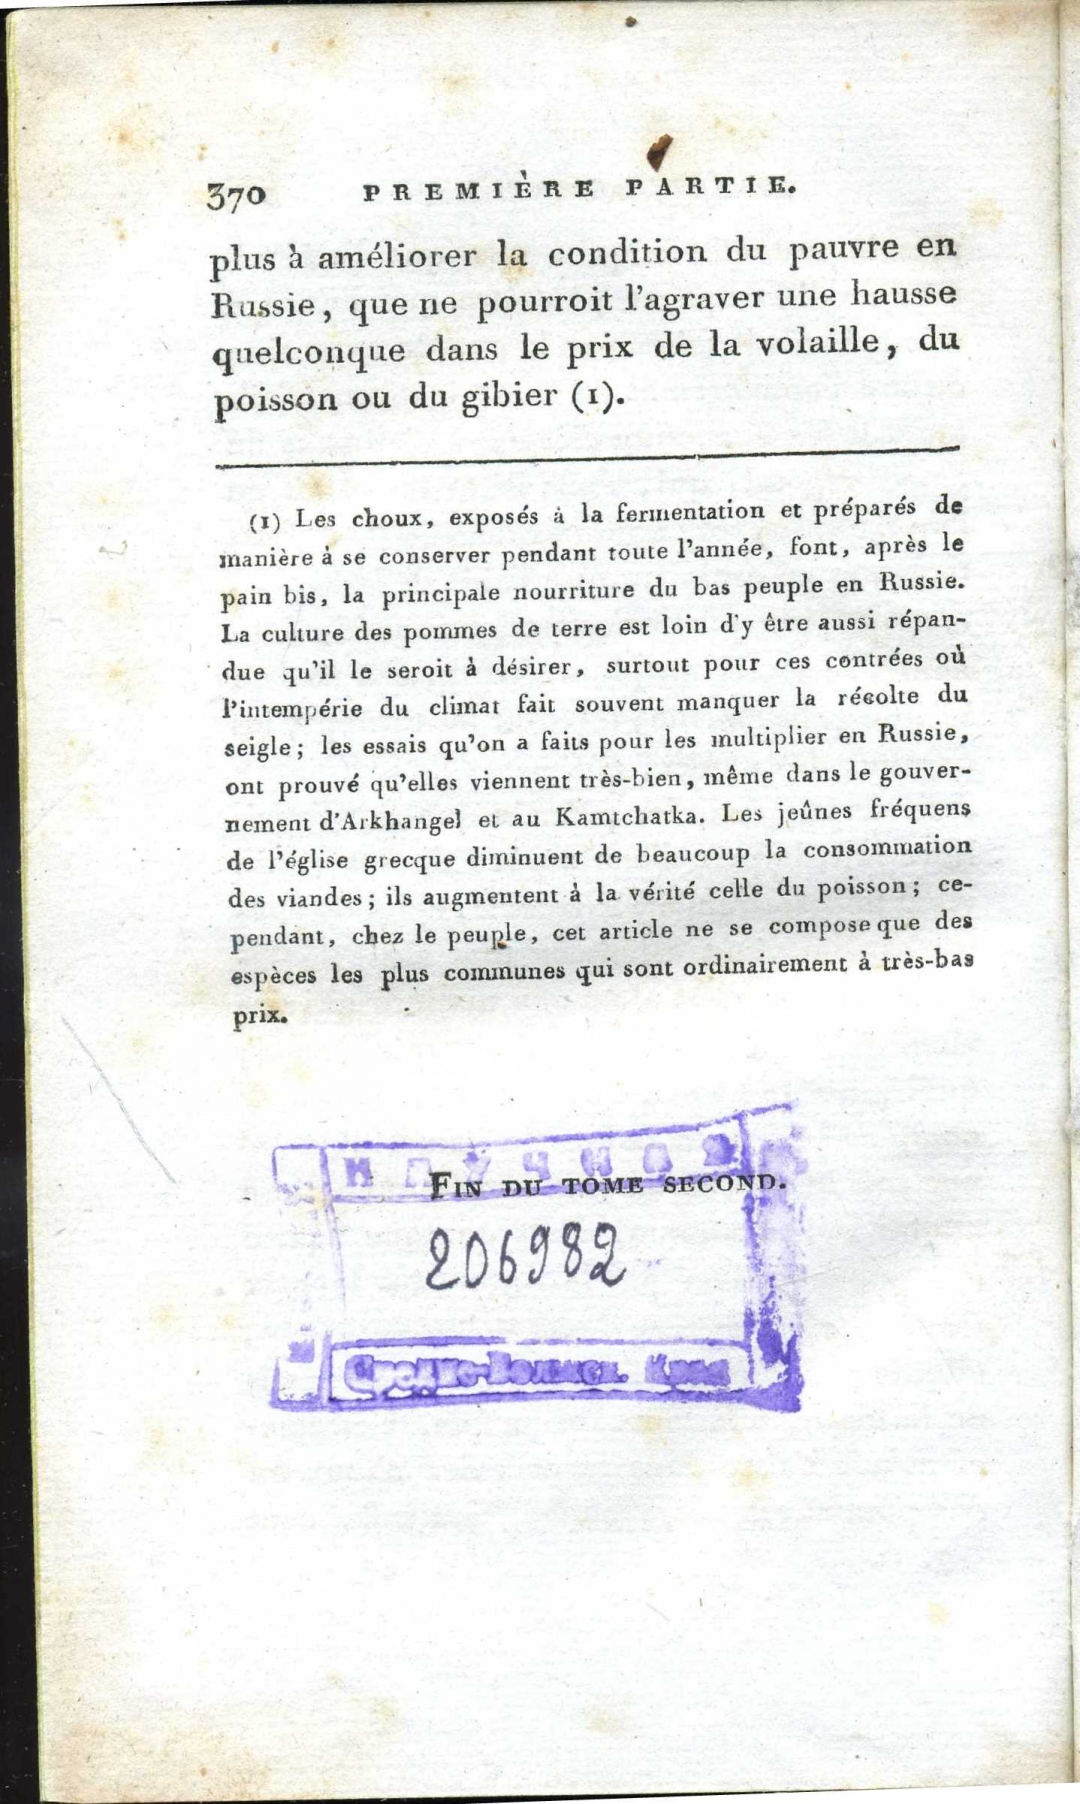 370 PREMIÈRE PARTIE.
plus à améliorer la condition du pauvre en
Russie, que ne pourroit l'agraver une hausse
quelconque dans le prix de la volaille, du
poisson ou du gibier (1).
(1) Les choux, exposés à la fermentation et préparés de
manière à se conserver pendant toute l'année, font, après le
pain bis, la principale nourriture du bas peuple en Russie.
La culture des pommes de terre est loin d'y être aussi répan-
due qu'il le seroit à désirer, surtout pour ces contrées où
l'intempérie du climat fait souvent manquer la récolte du
seigle; les essais qu'on a faits pour les multiplier en Russie,
ont prouvé qu'elles viennent très-bien, même dans le gouver-
nement d'Arkhangel et au Kamtchatka. Les jeûnes fréquens
de l'église grecque diminuent de beaucoup la consommation
des viandes; ils augmentent à la vérité celle du poisson; ce-
pendant, chez le peuple, cet article ne se compose que des
espèces les plus communes qui sont ordinairement à très-bas
prix.
НАУЧНАЯ
FIN DU TOME SECOND.
206982